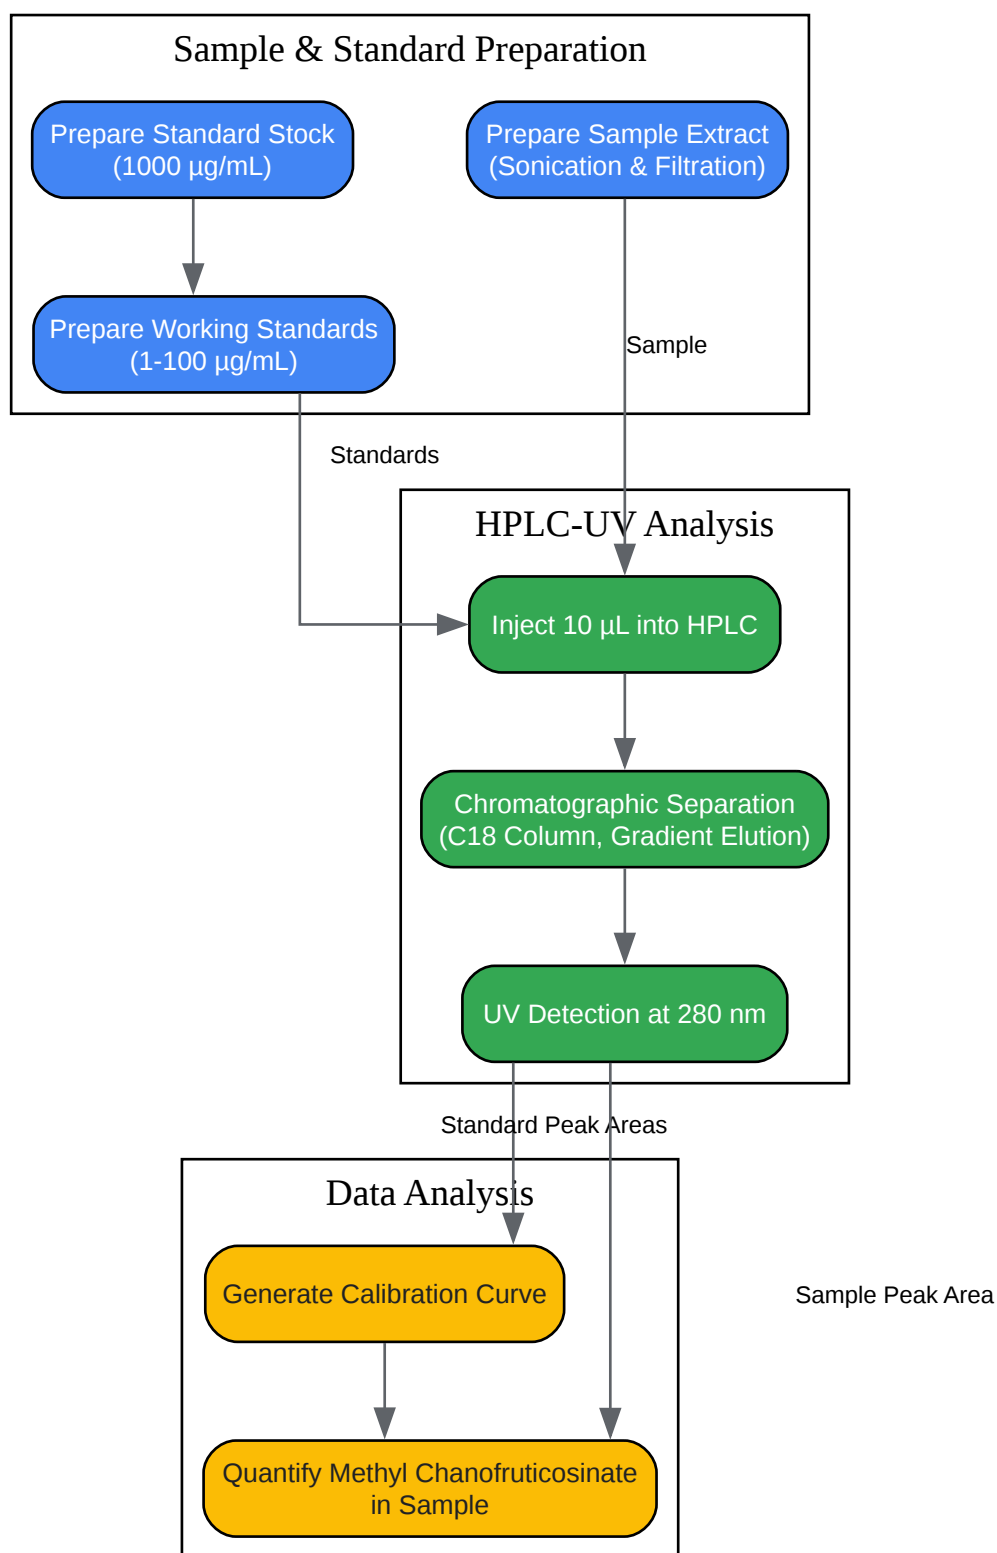 Sample & Standard Preparation
Prepare Standard Stock
(1000 µg/mL)
Prepare Sample Extract
(Sonication & Filtration)
Prepare Working Standards
(1-100 µg/mL)
Sample
Standards
HPLC-UV Analysis
Inject 10 µL into HPLC
Chromatographic Separation
(C18 Column, Gradient Elution)
UV Detection at 280 nm
Standard Peak Areas
Data Analysis
Generate Calibration Curve
Sample Peak Area
Quantify Methyl Chanofruticosinate
in Sample